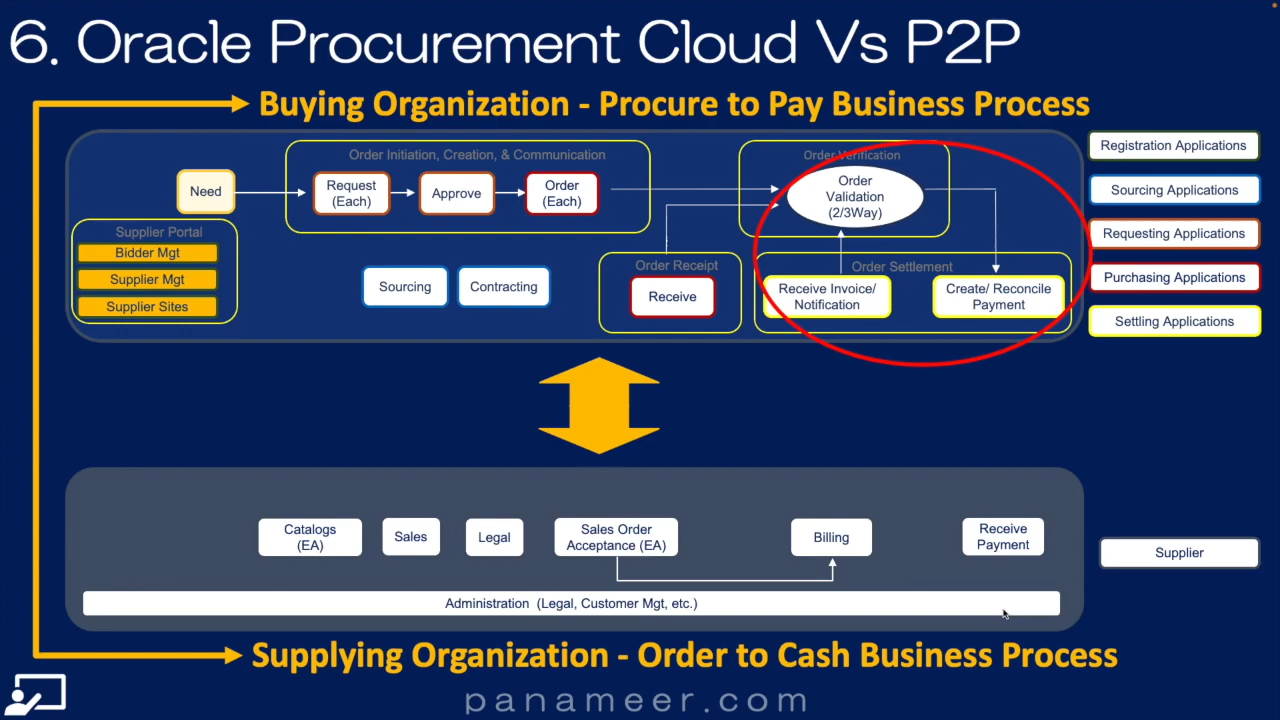 6. Oracle Procurement Cloud Vs P2P
Buying Organization - Procure to Pay Business Process
Order Initiation, Creation, & Communication
Order Verification
Need
Request
(Each)
Approve
Order
(Each)
Order
Validation
(2/3Way)
Supplier Portal
Bidder Mgt
Supplier Mgt
Supplier Sites
Sourcing
Contracting
Order Receipt
Receive
Order Settlement
Receive Invoice/
Notification
Create/ Reconcile
Payment
Registration Applications
Sourcing Applications
Requesting Applications
Purchasing Applications
Settling Applications
Catalogs
(EA)
Sales
Legal
Sales Order
Acceptance (EA)
Billing
Receive
Payment
Supplier
Administration (Legal, Customer Mgt, etc.)
Supplying Organization - Order to Cash Business Process
panameer.com